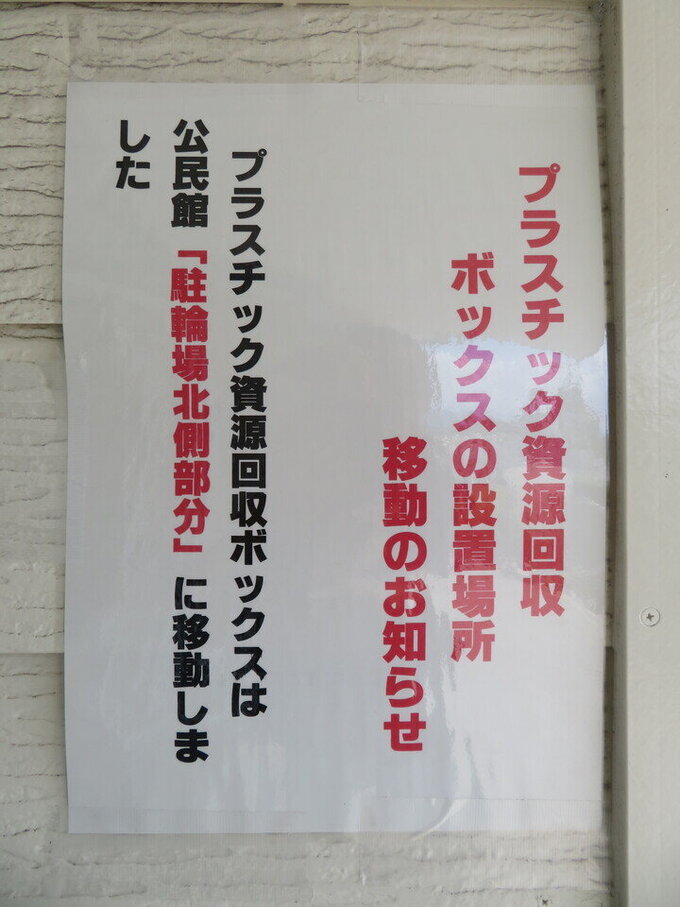 プラスチック資源回収
ボックスの設置場所
移動のお知らせ
プラスチック資源回収ボックスは
公民館「駐輪場北側部分」に移動しま
した